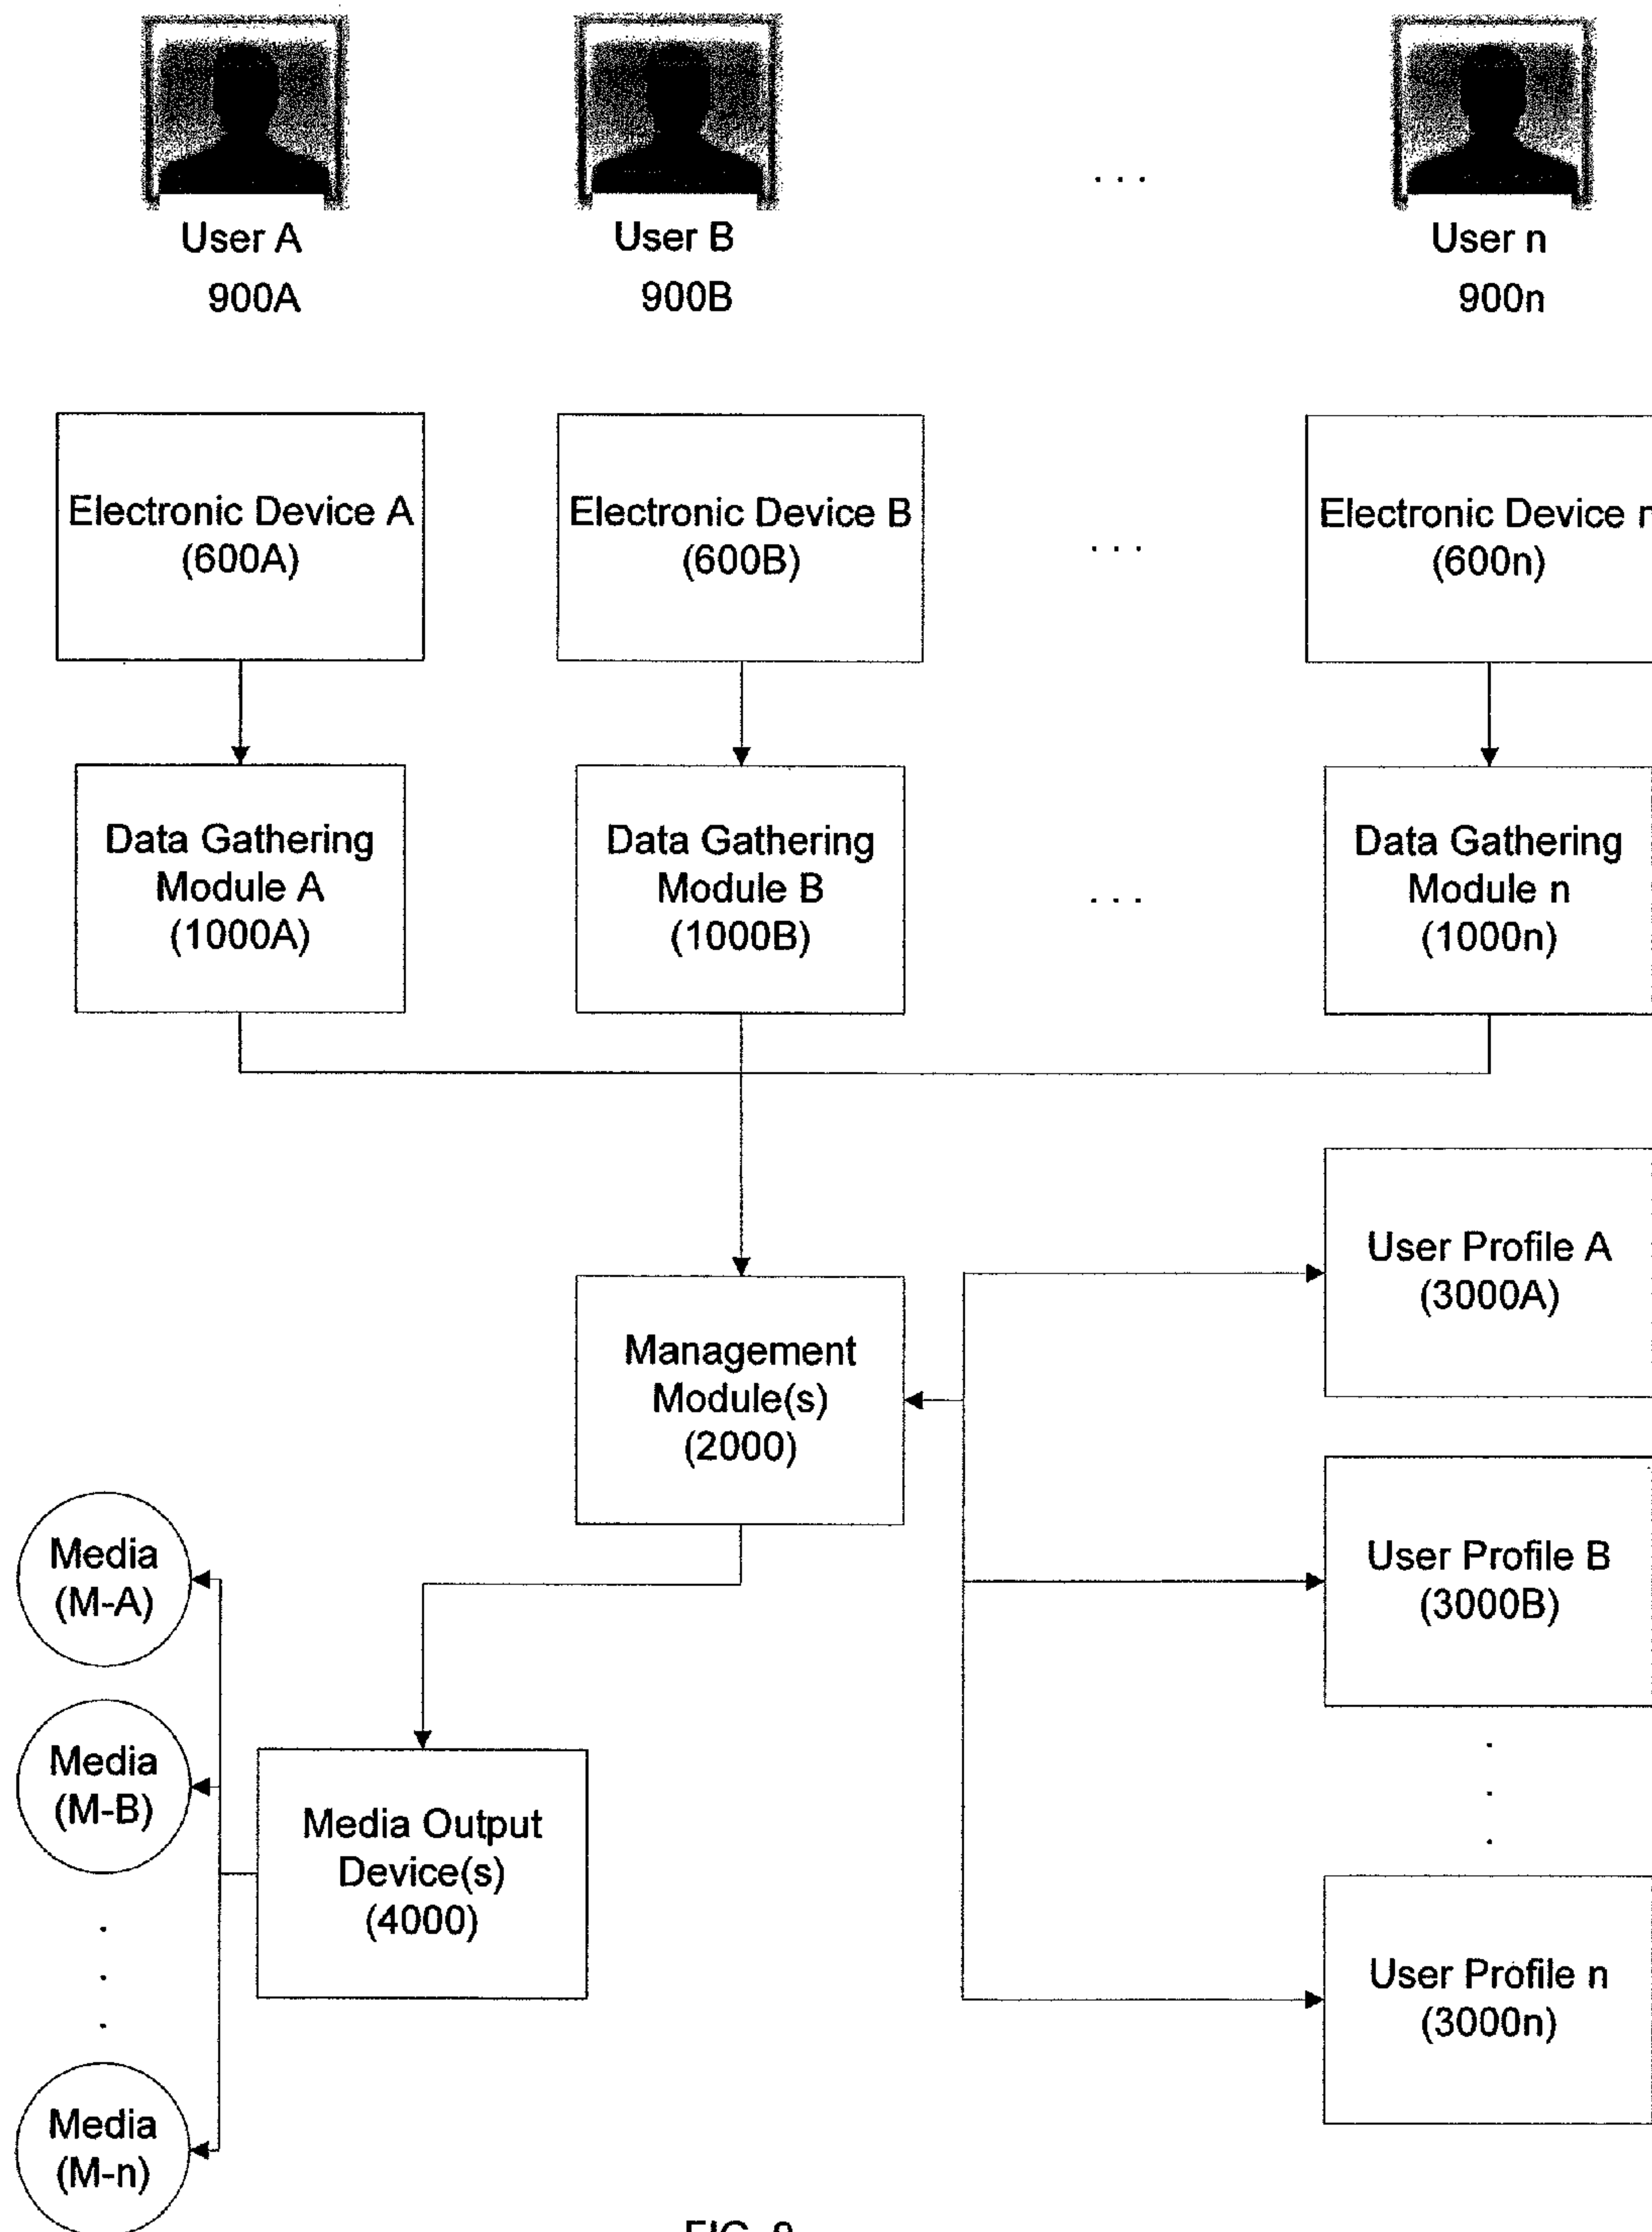 User A
900A
User B
900B
. . .
User n
900n
Electronic Device A
(600A)
Electronic Device B
(600B)
. . .
Electronic Device n
(600n)
Data Gathering
Module A
(1000A)
Data Gathering
Module B
(1000B)
. . .
Data Gathering
Module n
(1000n)
Management
Module(s)
(2000)
User Profile A
(3000A)
User Profile B
(3000B)
User Profile n
(3000n)
Media
(M-A)
Media
(M-B)
Media
(M-n)
Media Output
Device(s)
(4000)
FIG.